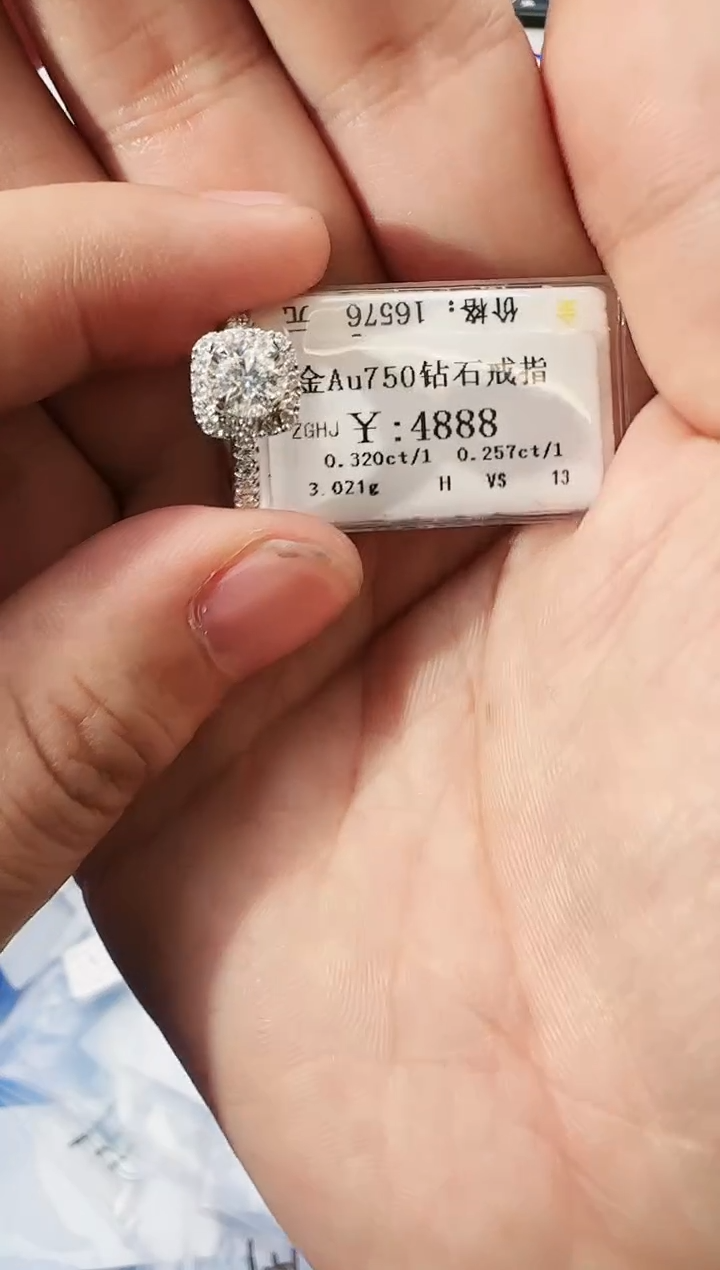 价格：16576 元
金Au750钻石戒指
ZGHJ ￥:4888
0.320ct/1 0.257ct/1
3.021g H VS 13